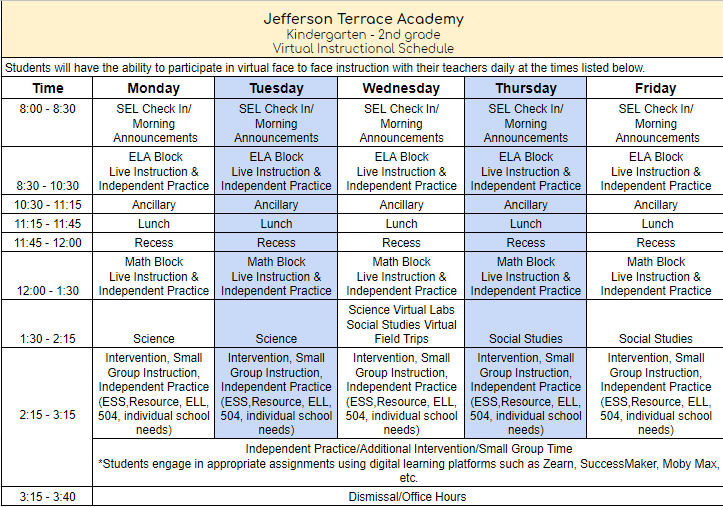 Jefferson Terrace Academy
Kindergarten - 2nd grade
Virtual Instructional Schedule
Students will have the ability to participate in virtual face to face instruction with their teachers daily at the times listed below.
Time Monday Tuesday Wednesday Thursday Friday
8:00 - 8:30 SEL Check In/ SEL Check In/ SEL Check In/ SEL Check In/ SEL Check In/
Morning Morning Morning Morning Morning
Announcements Announcements Announcements Announcements Announcements
ELA Block ELA Block ELA Block ELA Block ELA Block
Live Instruction & Live Instruction & Live Instruction & Live Instruction & Live Instruction &
8:30 - 10:30 Independent Practice Independent Practice Independent Practice Independent Practice Independent Practice
10:30 - 11:15 Ancillary Ancillary Ancillary Ancillary Ancillary
11:15 - 11:45 Lunch Lunch Lunch Lunch Lunch
11:45 - 12:00 Recess Recess Recess Recess Recess
Math Block Math Block Math Block Math Block Math Block
Live Instruction & Live Instruction & Live Instruction & Live Instruction & Live Instruction &
12:00 - 1:30 Independent Practice Independent Practice Independent Practice Independent Practice Independent Practice
Science Virtual Labs
Social Studies Virtual
1:30 - 2:15 Science Science Field Trips Social Studies Social Studies
Intervention, Small Intervention, Small Intervention, Small Intervention, Small Intervention, Small
Group Instruction, Group Instruction, Group Instruction, Group Instruction, Group Instruction,
Independent Practice Independent Practice Independent Practice Independent Practice Independent Practice
(ESS,Resource, ELL, (ESS,Resource, ELL, (ESS,Resource, ELL, (ESS,Resource, ELL, (ESS,Resource, ELL,
2:15 - 3:15 504, individual school 504, individual school 504, individual school 504, individual school 504, individual school
needs) needs) needs) needs) needs)
Independent Practice/Additional Intervention/Small Group Time
*Students engage in appropriate assignments using digital learning platforms such as Zearn, SuccessMaker, Moby Max,
etc.
3:15 - 3:40 Dismissal/Office Hours